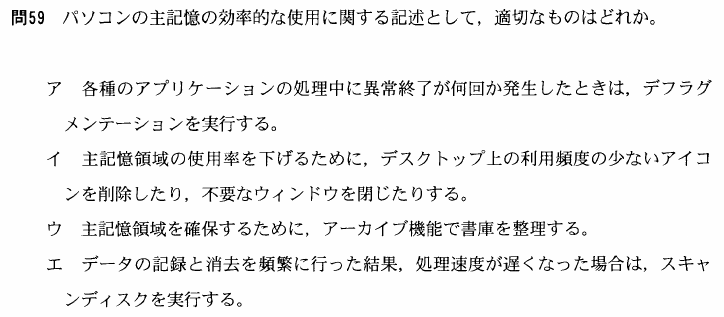 問59 パソコンの主記憶の効率的な使用に関する記述として，適切なものはどれか。
ア 各種のアプリケーションの処理中に異常終了が何回か発生したときは，デフラグ
メンテーションを実行する。
イ 主記憶領域の使用率を下げるために，デスクトップ上の利用頻度の少ないアイコ
ンを削除したり，不要なウィンドウを閉じたりする。
ウ 主記憶領域を確保するために，アーカイブ機能で書庫を整理する。
エ データの記録と消去を頻繁に行った結果，処理速度が遅くなった場合は，スキャ
ンディスクを実行する。